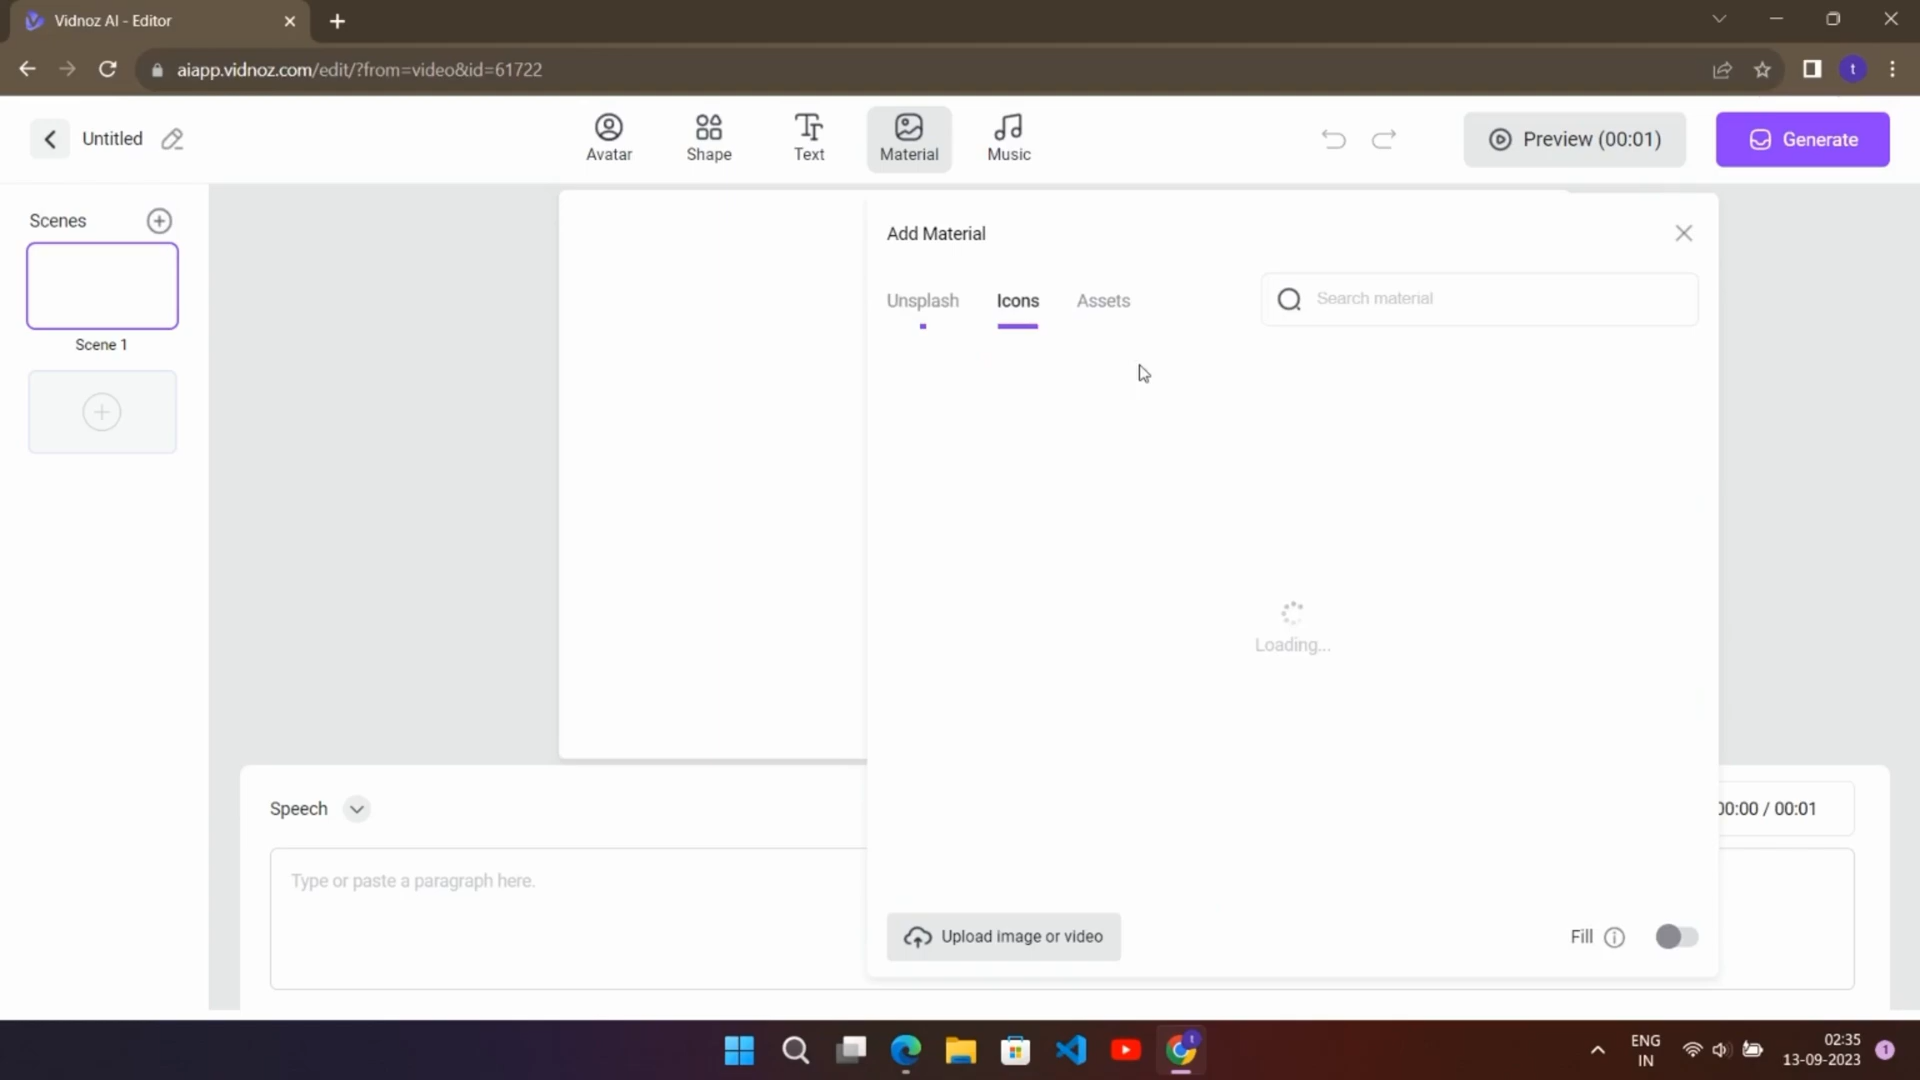 Vidnoz AI - Editor
aiapp.vidnoz.com/edit/?from=video&id=61722
t
Untitled
Avatar
Shape
Text
Material
Music
Preview (00:01)
Generate
Scenes
Scene 1
Add Material
Unsplash
Icons
Assets
Search material
Loading...
Speech
00:00 / 00:01
Type or paste a paragraph here.
Upload image or video
Fill
t
ENG
IN
02:35
13-09-2023
1